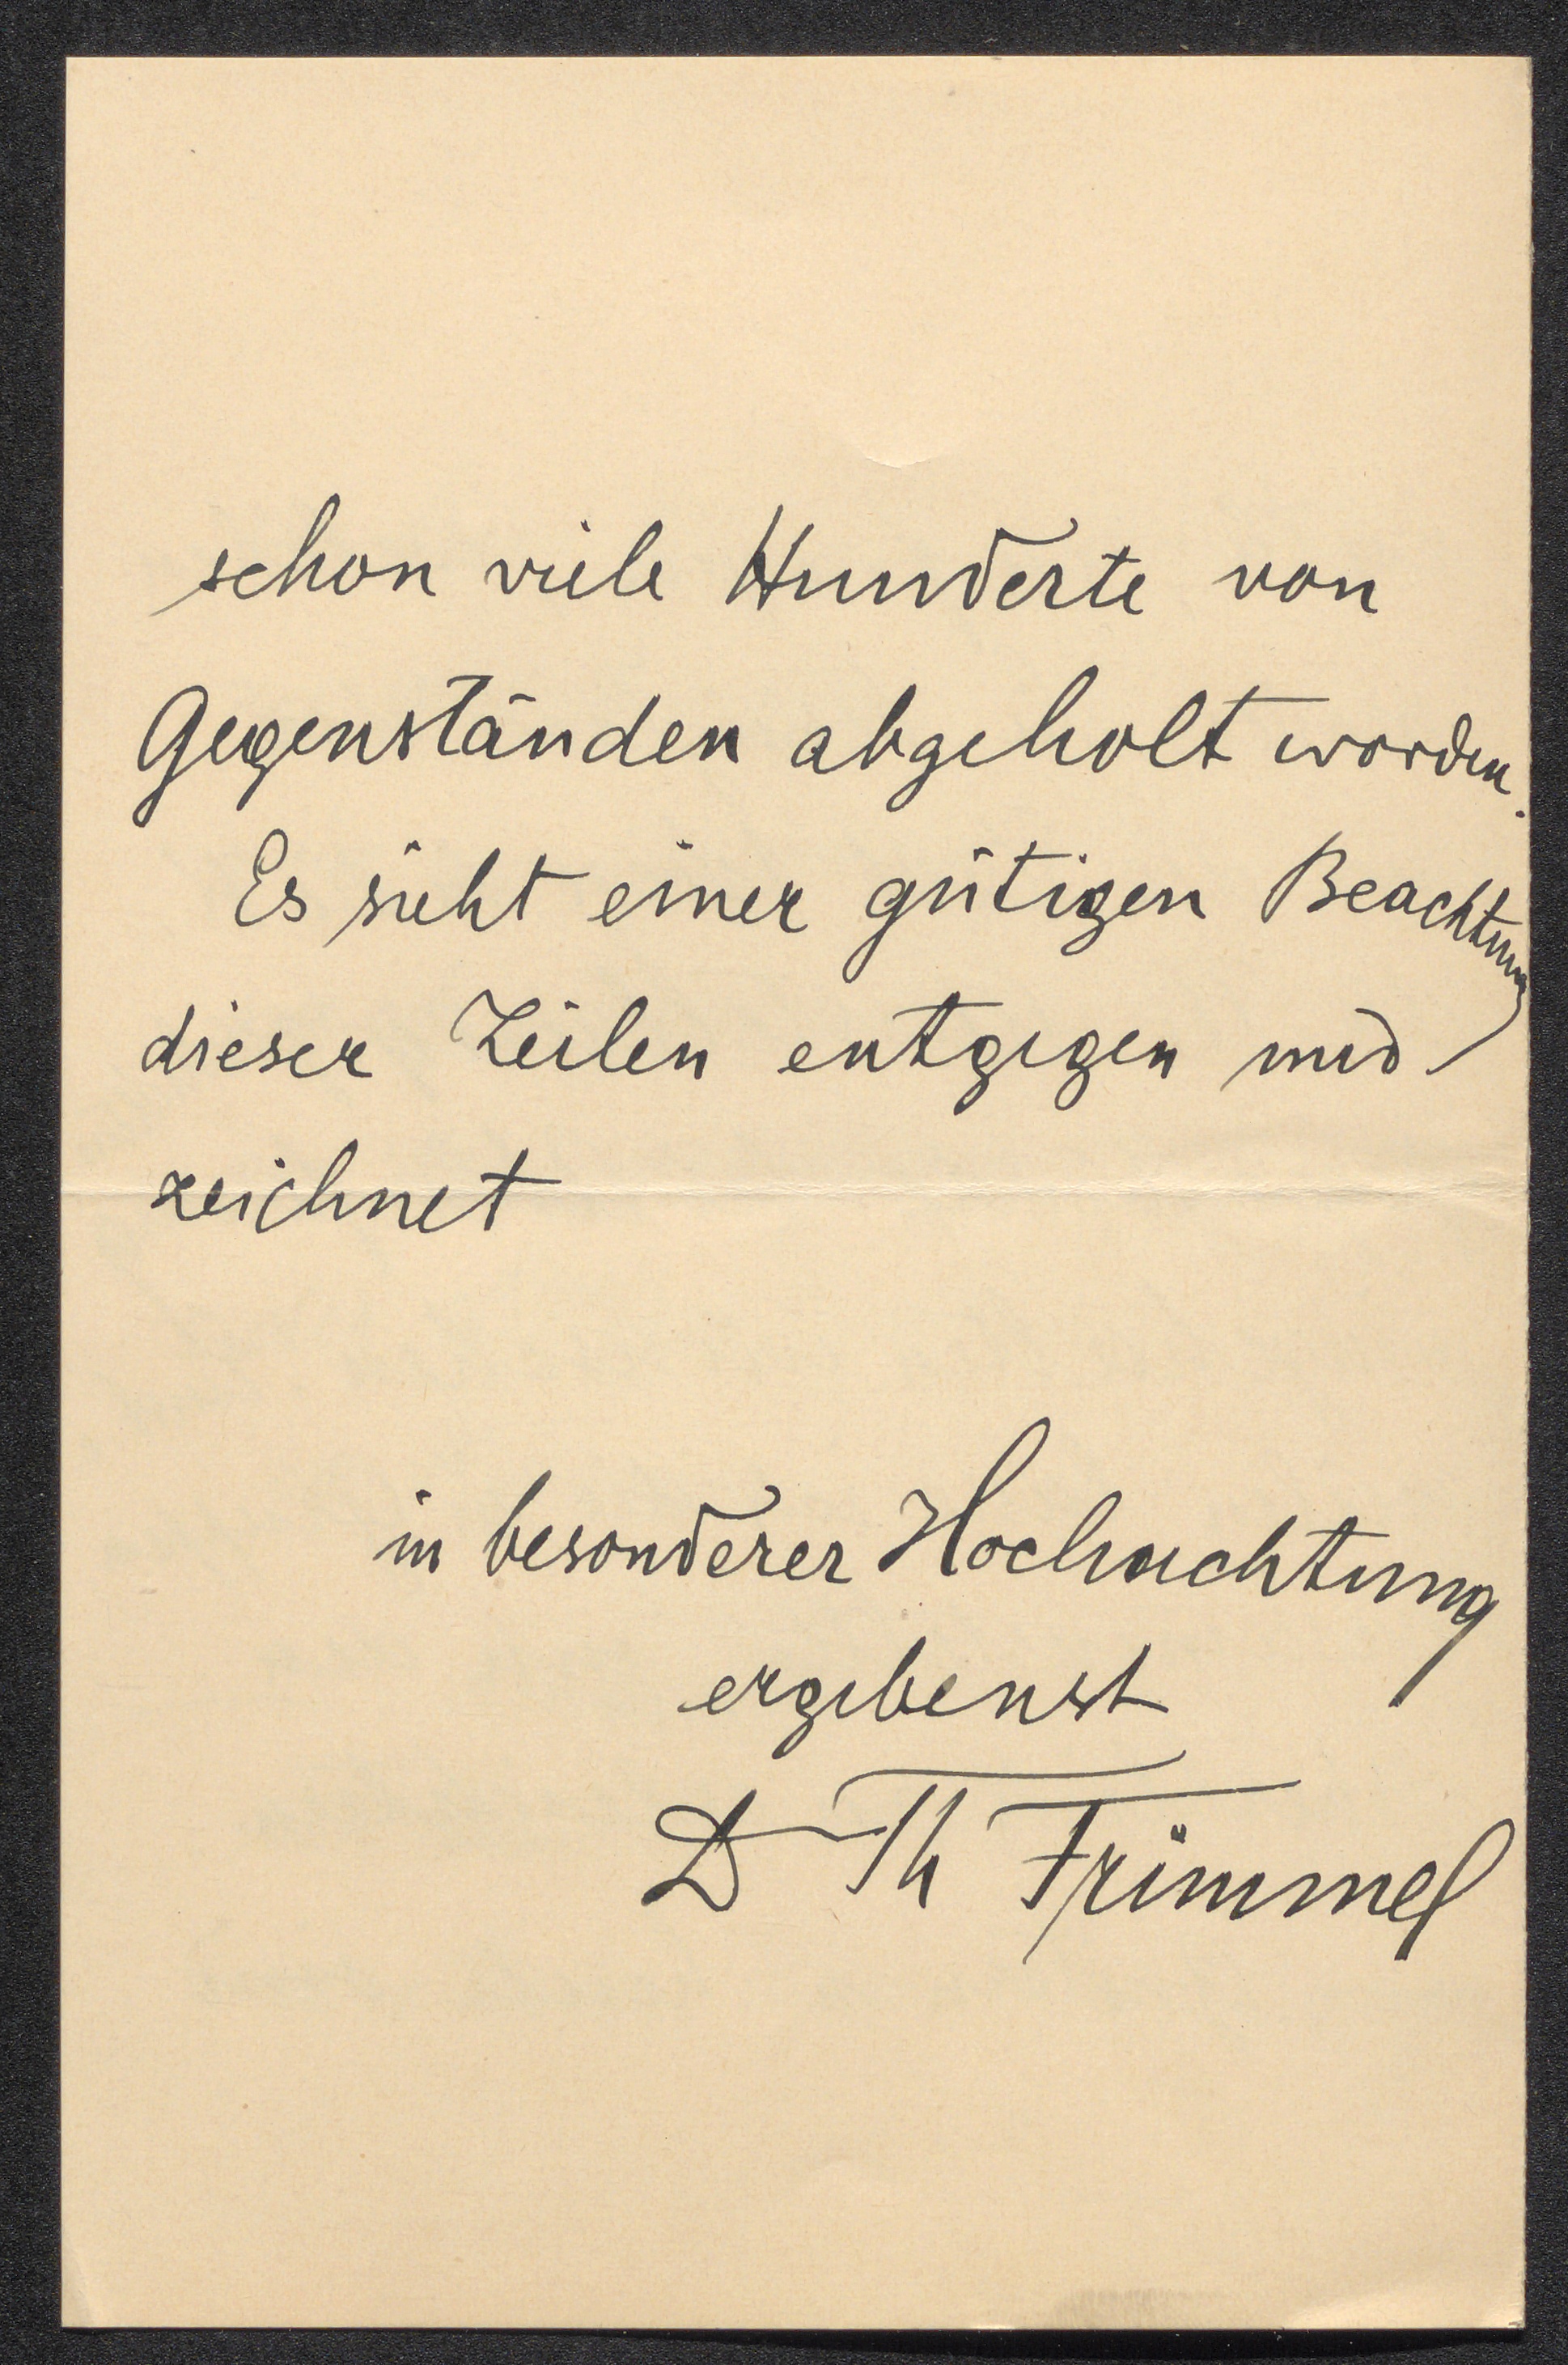 schon viele Hunderte von
Gegenständen abgeholt worden.
Es sieht einer gütigen Beachtung
dieser Zeilen entgegen und
zeichnet
in besonderer Hochachtung
ergebenst
Dr Th Frimmel